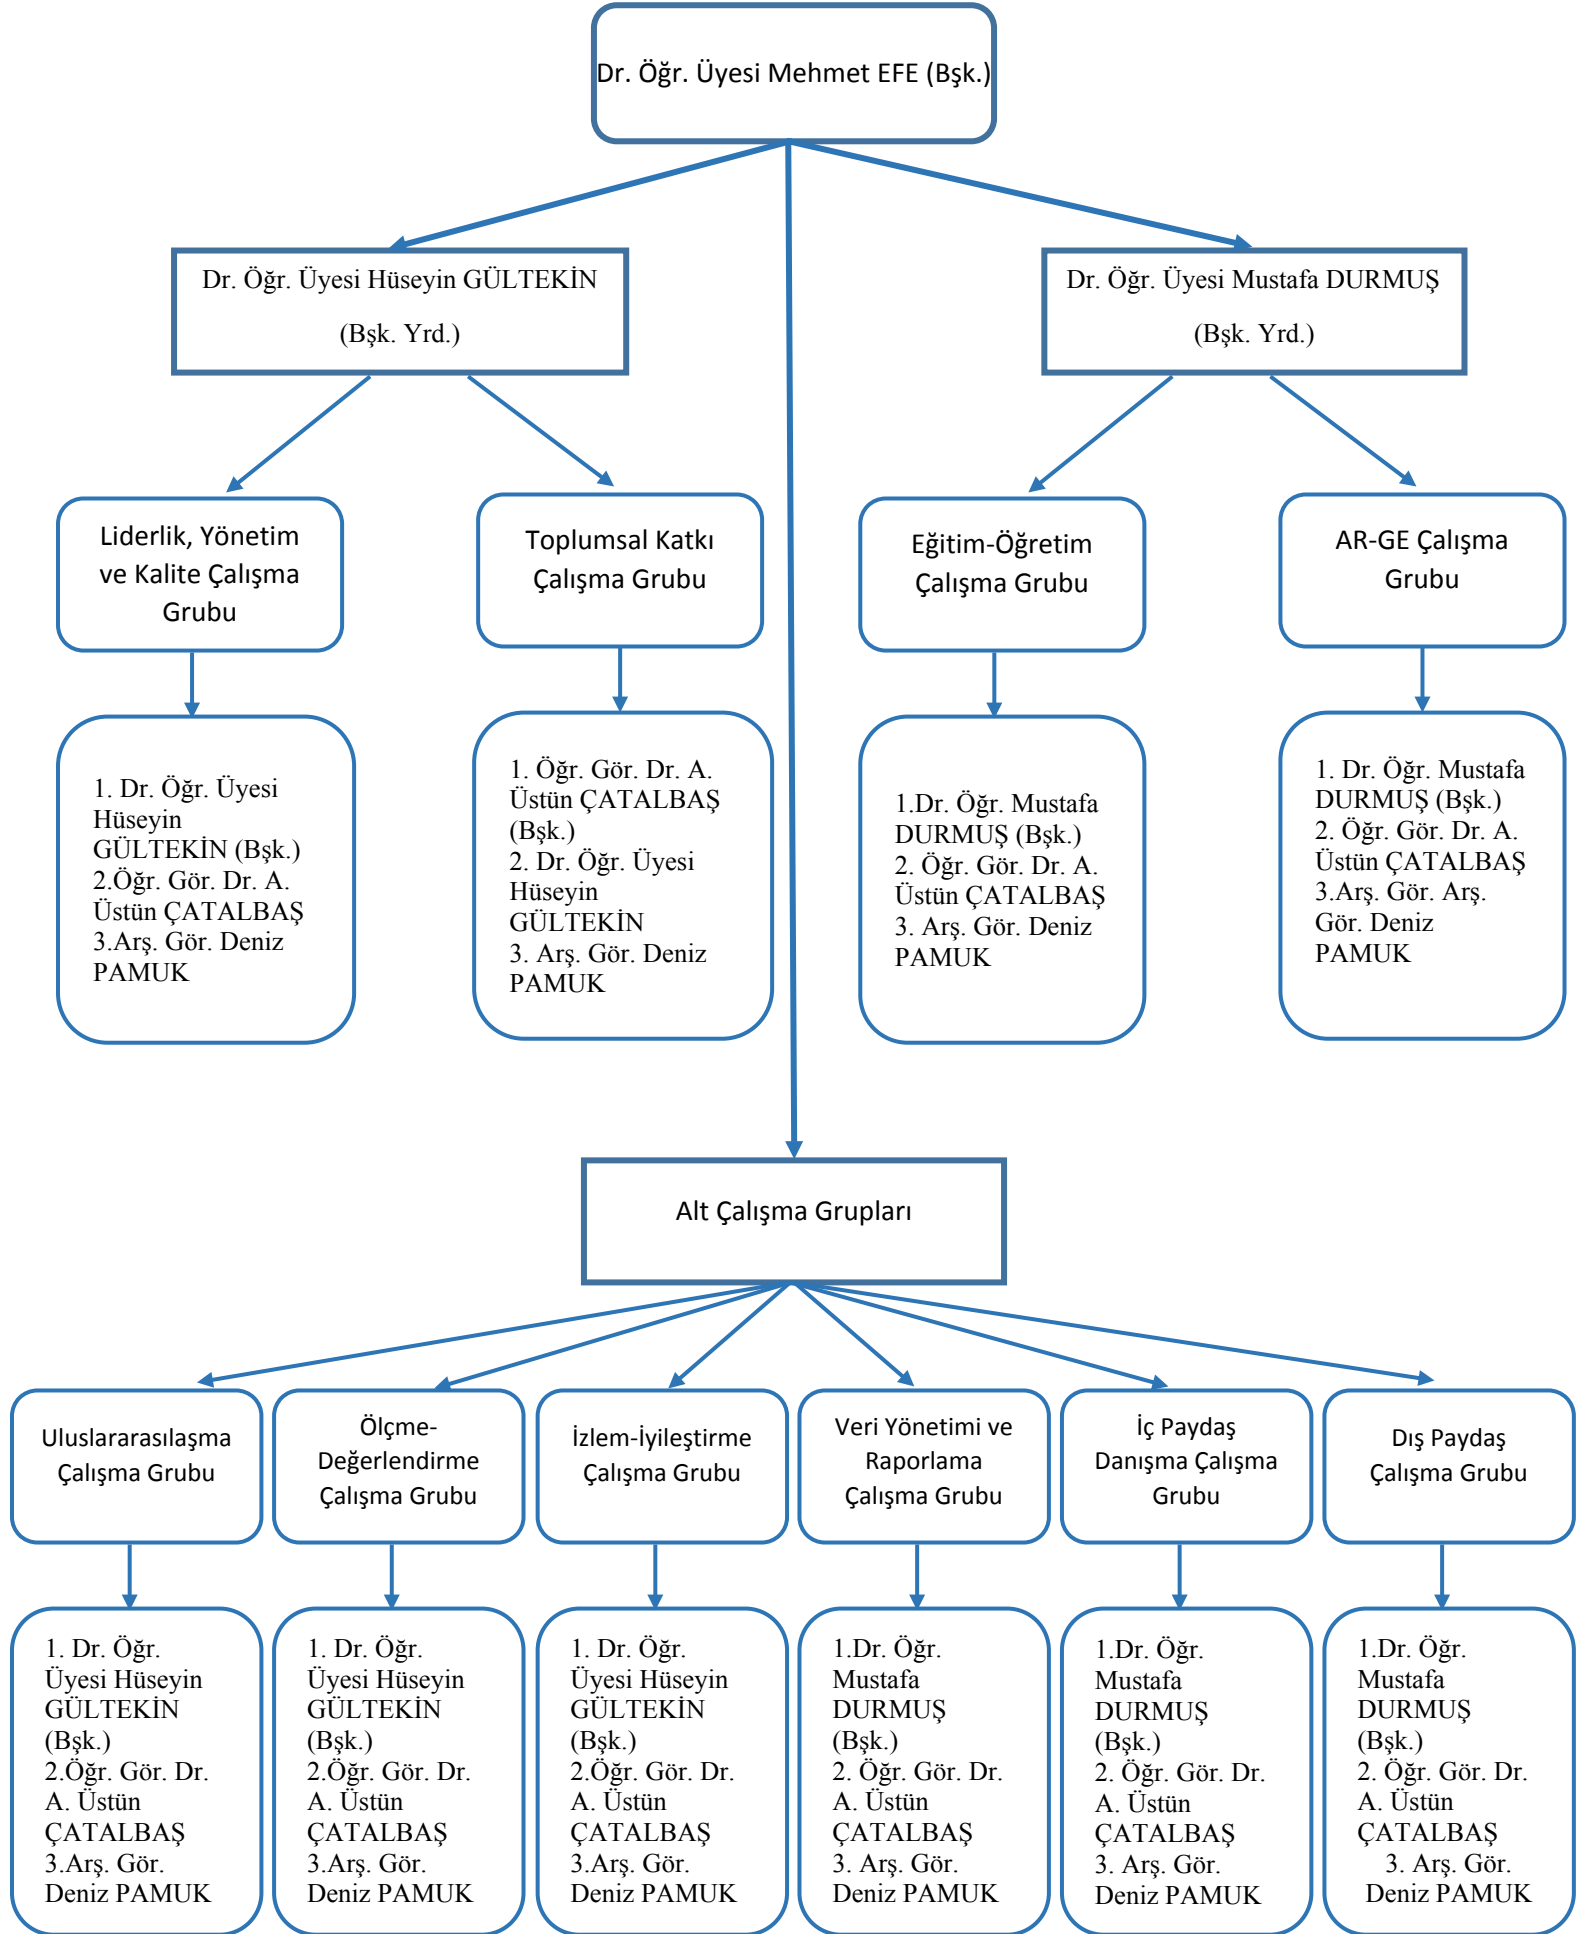 Dr. Öğr. Üyesi Mehmet EFE (Bşk.)
Dr. Öğr. Üyesi Hüseyin GÜLTEKİN
(Bşk. Yrd.)
Dr. Öğr. Üyesi Mustafa DURMUŞ
(Bşk. Yrd.)
Liderlik, Yönetim
ve Kalite Çalışma
Grubu
Toplumsal Katkı
Çalışma Grubu
Eğitim-Öğretim
Çalışma Grubu
AR-GE Çalışma
Grubu
1. Dr. Öğr. Üyesi
Hüseyin
GÜLTEKİN (Bşk.)
2.Öğr. Gör. Dr. A.
Üstün ÇATALBAŞ
3.Arş. Gör. Deniz
PAMUK
1. Öğr. Gör. Dr. A.
Üstün ÇATALBAŞ
(Bşk.)
2. Dr. Öğr. Üyesi
Hüseyin
GÜLTEKİN
3. Arş. Gör. Deniz
PAMUK
1.Dr. Öğr. Mustafa
DURMUŞ (Bşk.)
2. Öğr. Gör. Dr. A.
Üstün ÇATALBAŞ
3. Arş. Gör. Deniz
PAMUK
1. Dr. Öğr. Mustafa
DURMUŞ (Bşk.)
2. Öğr. Gör. Dr. A.
Üstün ÇATALBAŞ
3.Arş. Gör. Arş.
Gör. Deniz
PAMUK
Alt Çalışma Grupları
Uluslararasılaşma
Çalışma Grubu
Ölçme-
Değerlendirme
Çalışma Grubu
İzlem-İyileştirme
Çalışma Grubu
Veri Yönetimi ve
Raporlama
Çalışma Grubu
İç Paydaş
Danışma Çalışma
Grubu
Dış Paydaş
Çalışma Grubu
1. Dr. Öğr.
Üyesi Hüseyin
GÜLTEKİN
(Bşk.)
2.Öğr. Gör. Dr.
A. Üstün
ÇATALBAŞ
3.Arş. Gör.
Deniz PAMUK
1. Dr. Öğr.
Üyesi Hüseyin
GÜLTEKİN
(Bşk.)
2.Öğr. Gör. Dr.
A. Üstün
ÇATALBAŞ
3.Arş. Gör.
Deniz PAMUK
1. Dr. Öğr.
Üyesi Hüseyin
GÜLTEKİN
(Bşk.)
2.Öğr. Gör. Dr.
A. Üstün
ÇATALBAŞ
3.Arş. Gör.
Deniz PAMUK
1.Dr. Öğr.
Mustafa
DURMUŞ
(Bşk.)
2. Öğr. Gör. Dr.
A. Üstün
ÇATALBAŞ
3. Arş. Gör.
Deniz PAMUK
1.Dr. Öğr.
Mustafa
DURMUŞ
(Bşk.)
2. Öğr. Gör. Dr.
A. Üstün
ÇATALBAŞ
3. Arş. Gör.
Deniz PAMUK
1.Dr. Öğr.
Mustafa
DURMUŞ
(Bşk.)
2. Öğr. Gör. Dr.
A. Üstün
ÇATALBAŞ
3. Arş. Gör.
Deniz PAMUK